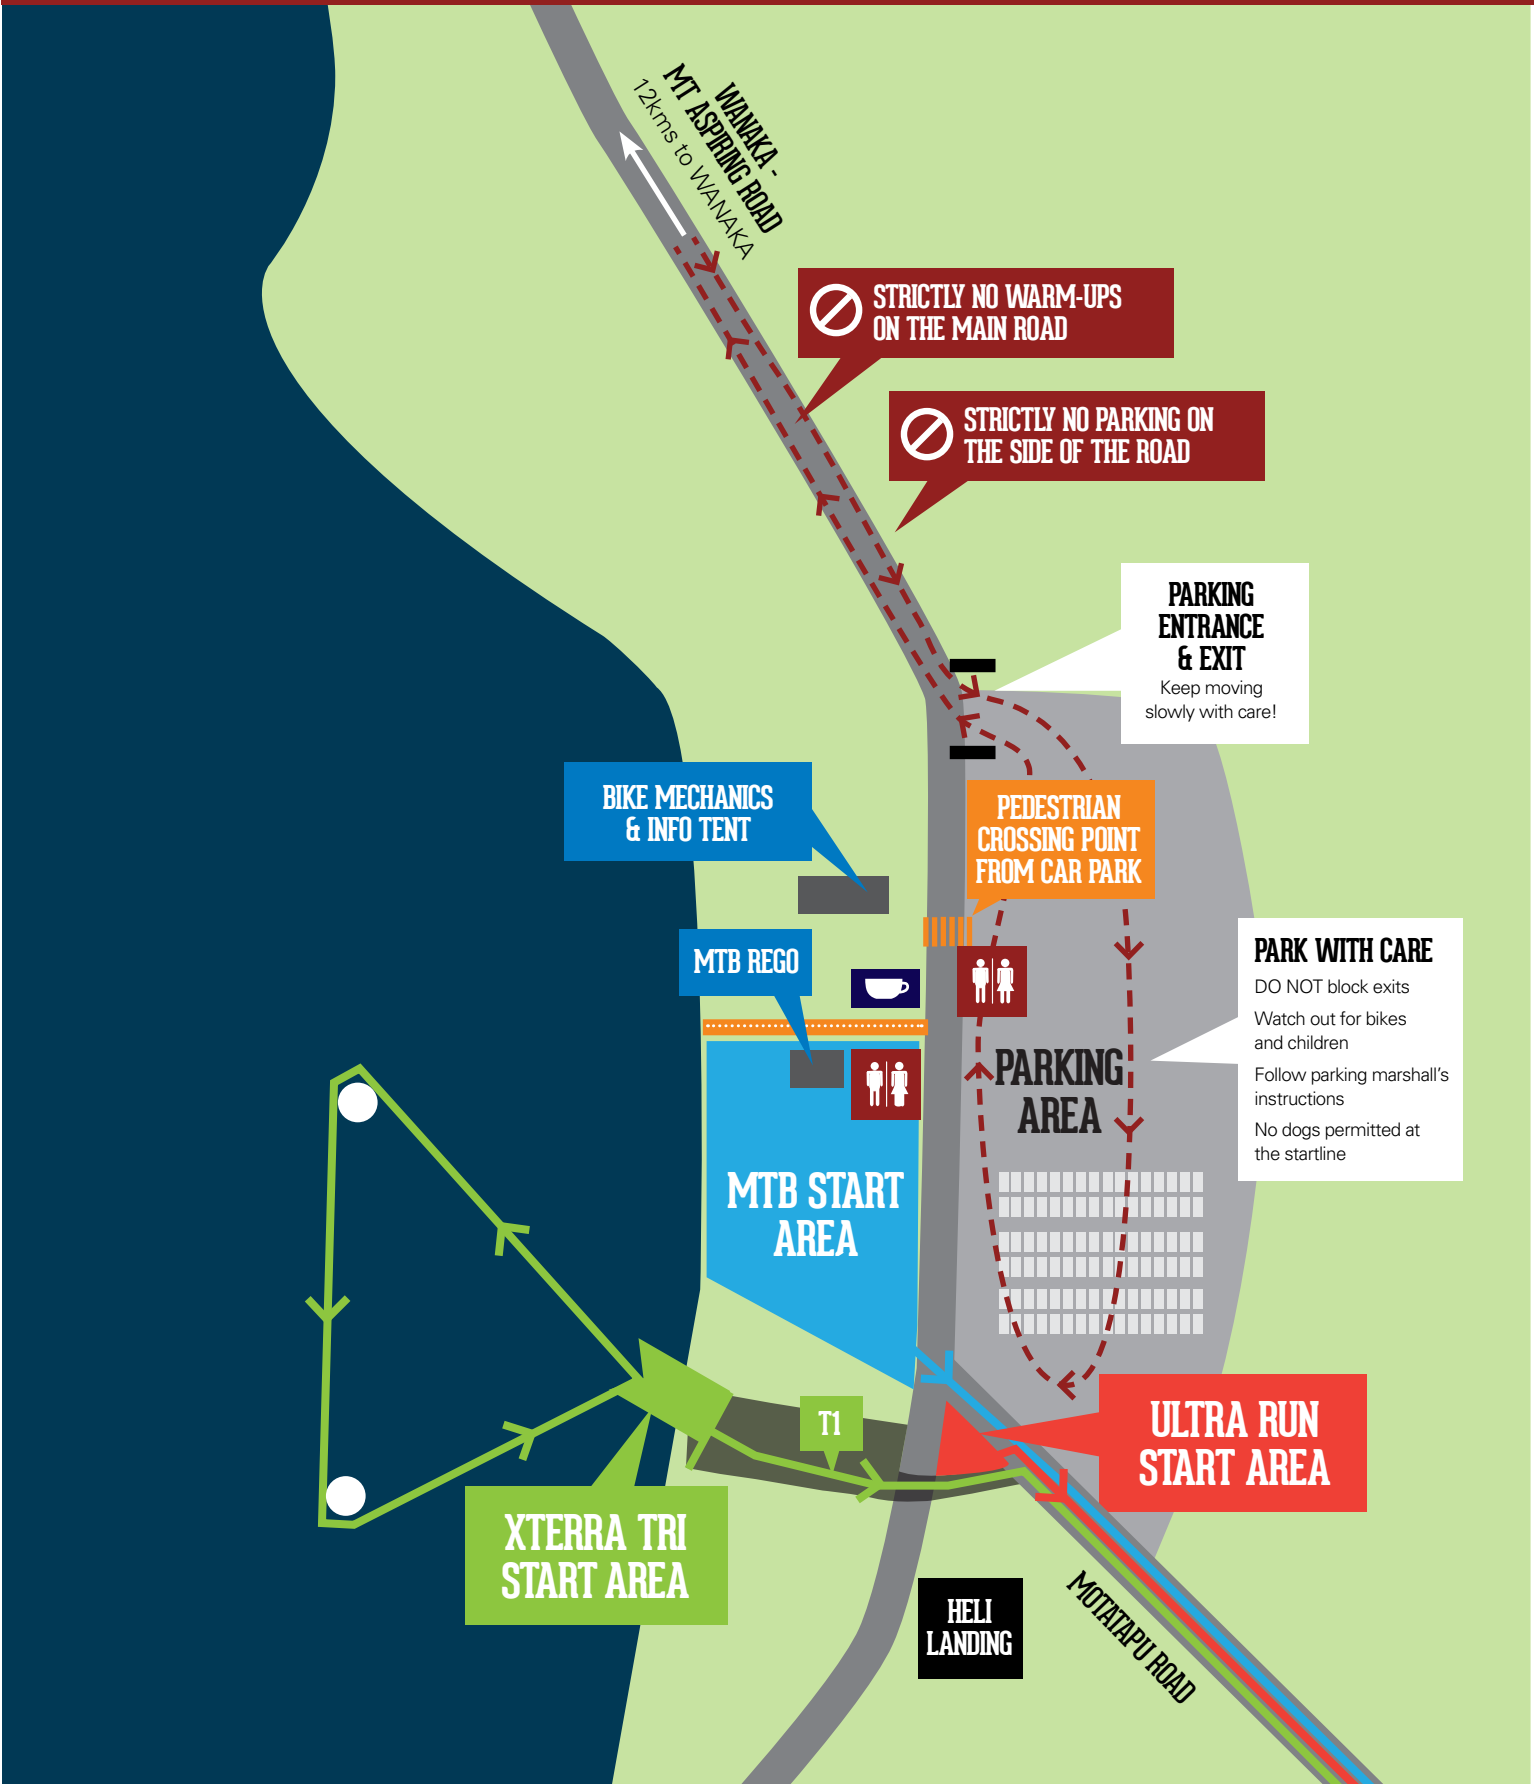 WANAKA -
MT ASPIRING ROAD
12kms to WANAKA
STRICTLY NO WARM-UPS
ON THE MAIN ROAD
STRICTLY NO PARKING ON
THE SIDE OF THE ROAD
PARKING
ENTRANCE
& EXIT
Keep moving
slowly with care!
BIKE MECHANICS
& INFO TENT
PEDESTRIAN
CROSSING POINT
FROM CAR PARK
MTB REGO
PARK WITH CARE
DO NOT block exits
Watch out for bikes
and children
Follow parking marshall's
instructions
No dogs permitted at
the startline
PARKING
AREA
MTB START
AREA
T1
ULTRA RUN
START AREA
XTERRA TRI
START AREA
HELI
LANDING
MOTATAPU ROAD